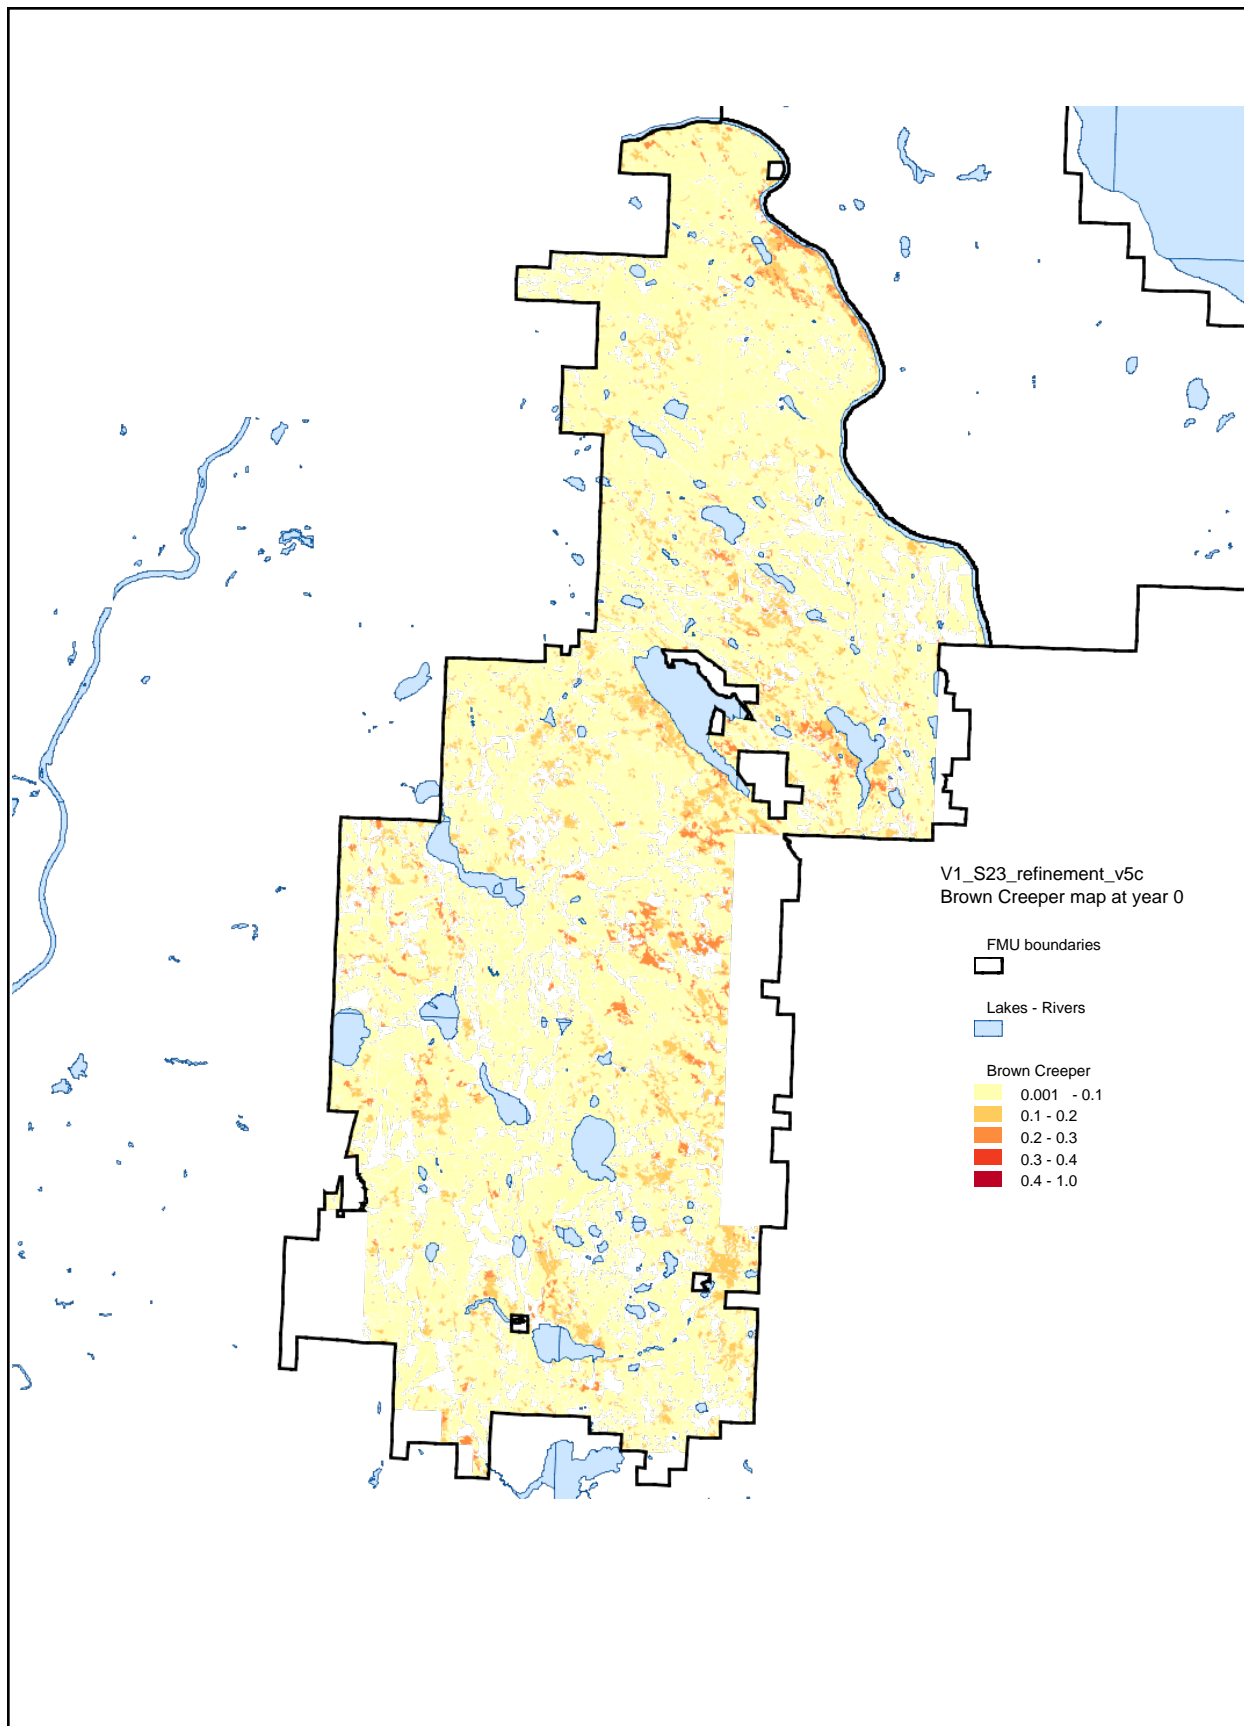 V1_S23_refinement_v5c
Brown Creeper map at year 0
FMU boundaries
Lakes - Rivers
Brown Creeper
0.001 - 0.1
0.1 - 0.2
0.2 - 0.3
0.3 - 0.4
0.4 - 1.0